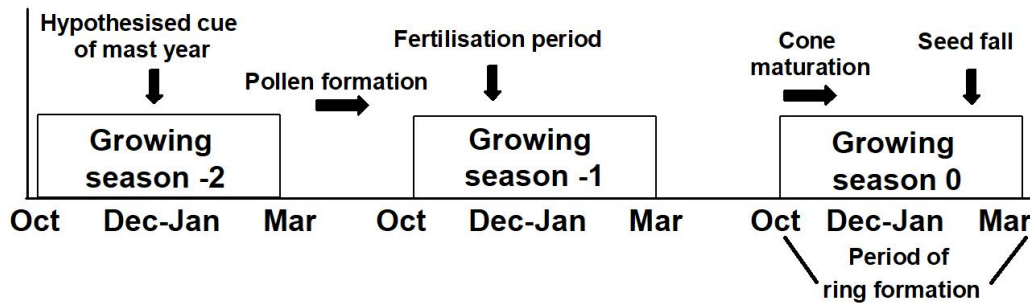 Hypothesised cue
of mast year
Pollen formation
Fertilisation period
Cone
maturation
Seed fall
Growing
season -2
Growing
season -1
Growing
season 0
Oct Dec-Jan Mar Oct Dec-Jan Mar Oct Dec-Jan Mar
Period of
ring formation